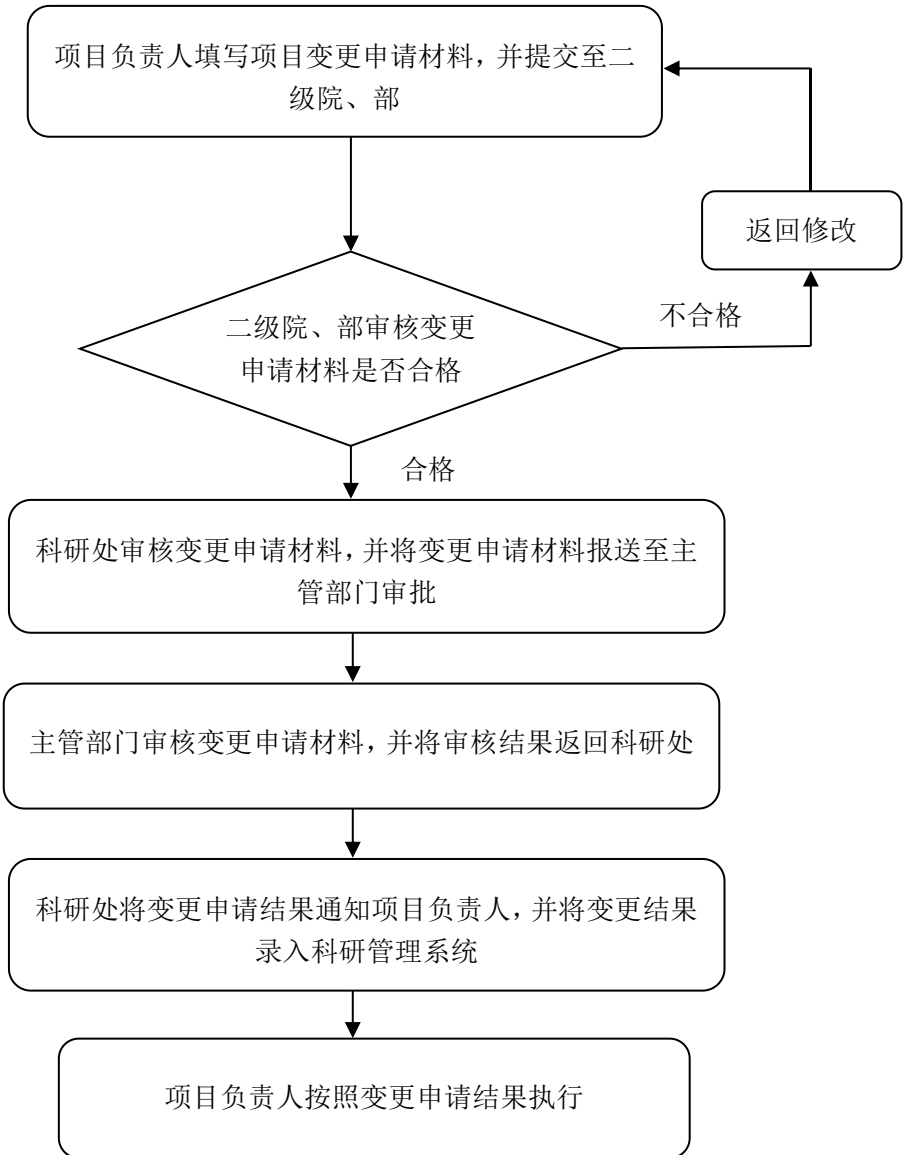 项目负责人填写项目变更申请材料，并提交至二
级院、部
返回修改
二级院、部审核变更
申请材料是否合格
不合格
合格
科研处审核变更申请材料，并将变更申请材料报送至主
管部门审批
主管部门审核变更申请材料，并将审核结果返回科研处
科研处将变更申请结果通知项目负责人，并将变更结果
录入科研管理系统
项目负责人按照变更申请结果执行